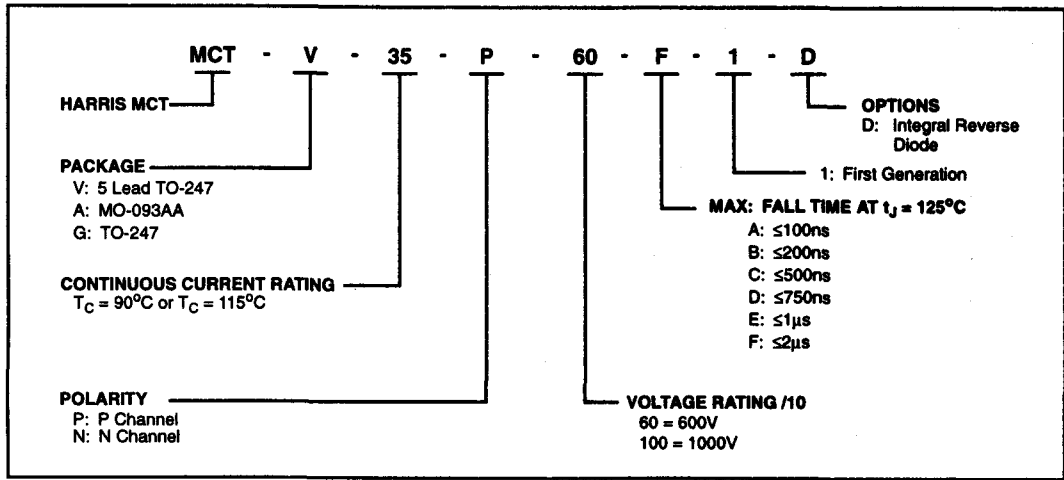 MCT - V - 35 - P - 60 - F - 1 - D
HARRIS MCT
PACKAGE
V: 5 Lead TO-247
A: MO-093AA
G: TO-247
CONTINUOUS CURRENT RATING
TC = 90°C or TC = 115°C
POLARITY
P: P Channel
N: N Channel
OPTIONS
D: Integral Reverse
Diode
1: First Generation
MAX: FALL TIME AT tJ = 125°C
A: ≤100ns
B: ≤200ns
C: ≤500ns
D: ≤750ns
E: ≤1μs
F: ≤2μs
VOLTAGE RATING /10
60 = 600V
100 = 1000V